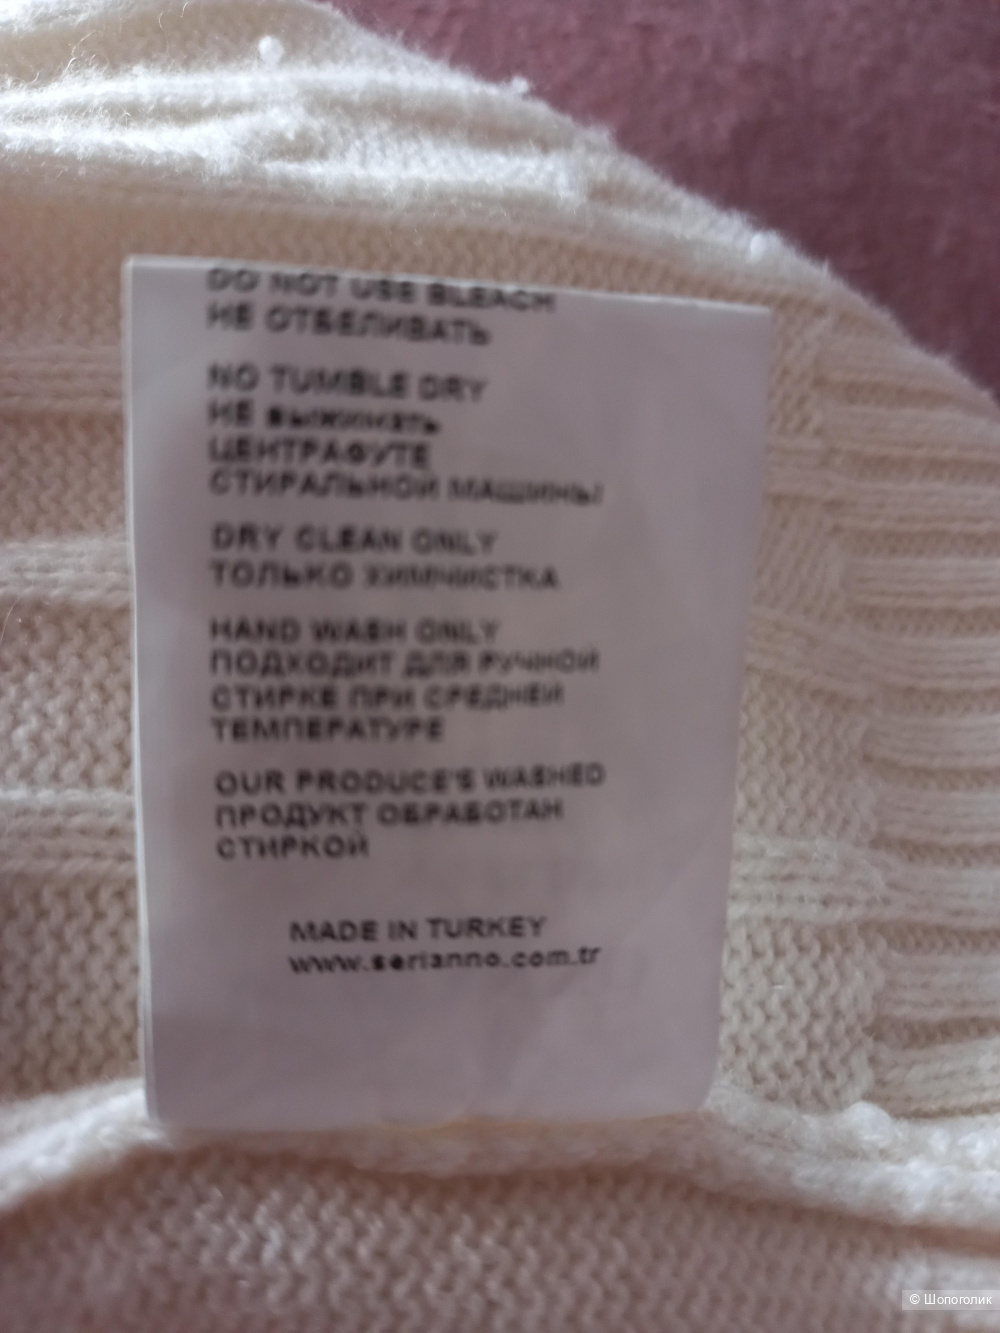 DO NOT USE BLEACH
НЕ ОТБЕЛИВАТЬ
NO TUMBLE DRY
НЕ выжимать
ЦЕНТРАФУТЕ
СТИРАЛЬНОЙ МАШИНЫ
DRY CLEAN ONLY
ТОЛЬКО ХИМЧИСТКА
HAND WASH ONLY
ПОДХОДИТ ДЛЯ РУЧНОЙ
СТИРКЕ ПРИ СРЕДНЕЙ
ТЕМПЕРАТУРЕ
OUR PRODUCE'S WASHED
ПРОДУКТ ОБРАБОТАН
СТИРКОЙ
MADE IN TURKEY
www.serianno.com.tr
© Шопоголик